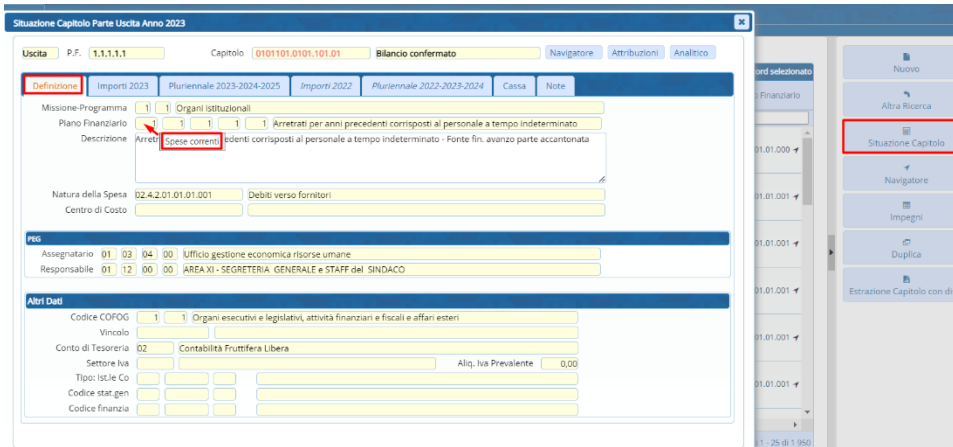 Situazione Capitolo Parte Uscita Anno 2023
Uscita P.F. 1.1.1.1.1 Capitolo 0101101.0101.101.01 Bilancio confermato Navigatore Attribuzioni Analitico
Definizione Importi 2023 Pluriennale 2023-2024-2025 Importi 2022 Pluriennale 2022-2023-2024 Cassa Note
Missione-Programma 1 1 Organi istituzionali
Plano Finanziario 1 1 1 1 1 Arretrati per anni precedenti corrisposti al personale a tempo indeterminato
Descrizione corrisposti al personale a tempo indeterminato - Fonte fin. avanzo parte accantonata
Spese correnti
Natura della Spesa 02.4.2.01.01.01.001 Debiti verso fornitori
Centro di Costo
PEG
Assegnatario 01 03 04 00 Ufficio gestione economica risorse umane
Responsabile 01 12 00 00 AREA XI - SEGRETERIA GENERALE e STAFF del SINDACO
Altri Dati
Codice COFOG 1 1 Organi esecutivi e legislativi, attività finanziari e fiscali e affari esteri
Vincolo
Conto di Tesoreria 02 Contabilità Fruttifera Libera
Settore Iva Aliq. Iva Prevalente 0,00
Tipo: Ist.le Co
Codice stat.gen
Codice finanzia
ord selezionato
Finanziario
01.01.000
01.01.001
01.01.001
01.01.001
01.01.001
01.01.001
1 - 25 di 1 950
Nuovo
Altra Ricerca
Situazione Capitolo
Navigatore
Impegni
Duplica
Estrazione Capitolo con di